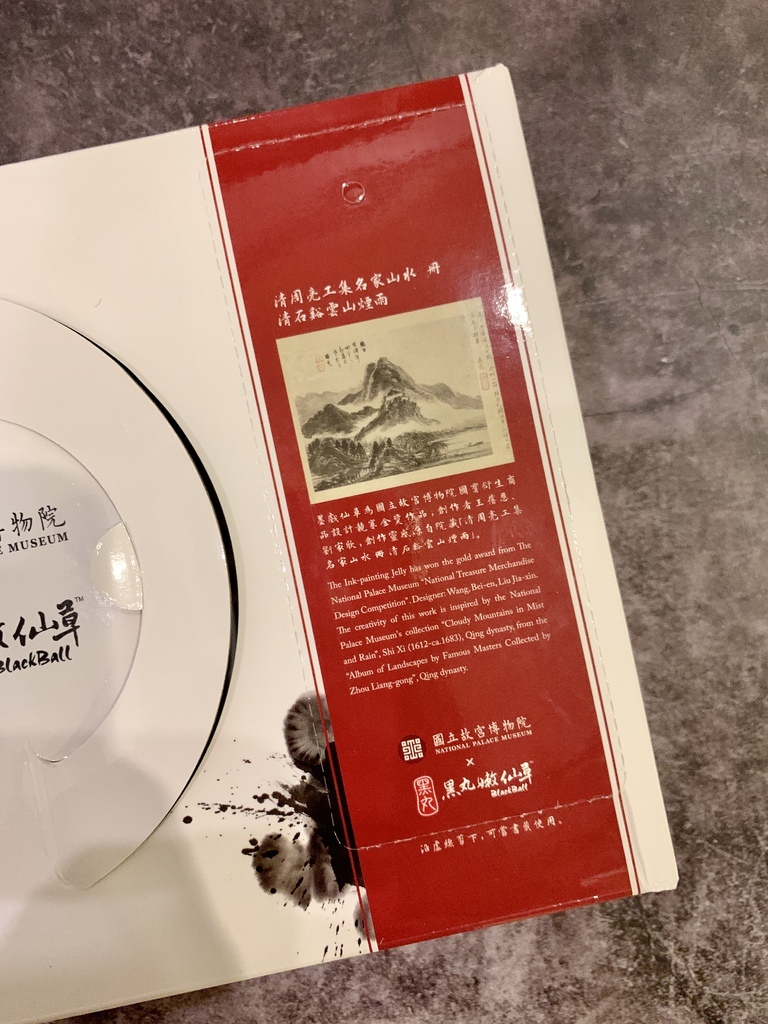 清周亮工集名家山水 冊
清石谿雲山煙雨
墨戲仙草為國立故宮博物院國寶衍生商
品設計競賽金獎作品，創作者王蓓恩、
劉家欣，創作靈感來自院藏「清周亮工集
名家山水冊清石谿雲山煙雨」。
The Ink-painting Jelly has won the gold award from The
National Palace Museum "National Treasure Merchandise
Design Competition". Designer: Wang, Bei-en, Liu Jia-xin.
The creativity of this work is inspired by the National
Palace Museum's collection "Cloudy Mountains in Mist
and Rain", Shi Xi (1612-ca.1683), Qing dynasty, from the
"Album of Landscapes by Famous Masters Collected by
Zhou Liang-gong", Qing dynasty.
國立故宮博物院
NATIONAL PALACE MUSEUM
×
黑丸 黑丸嫩仙草
BlackBall
沿虛線剪下，可當書籤使用。
物院
MUSEUM
嫩仙草™
BlackBall